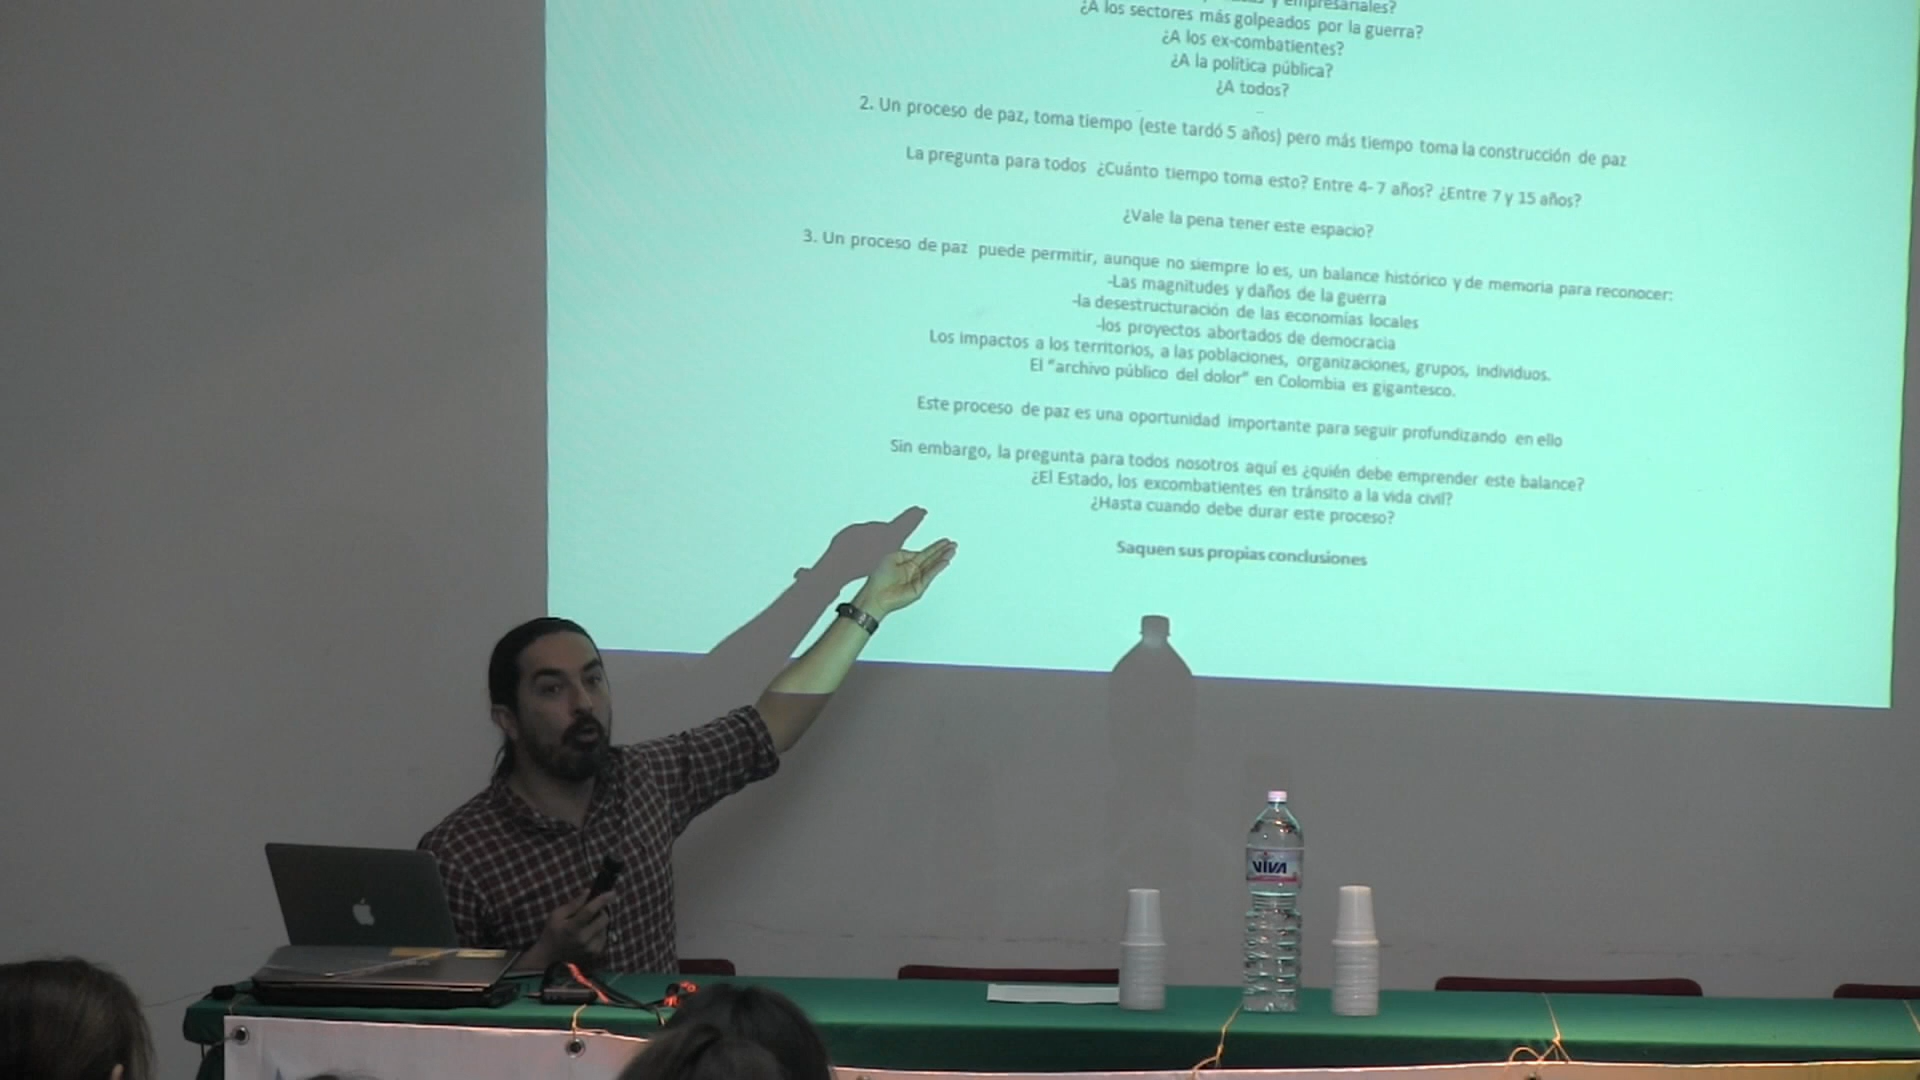 y empresariales?
¿A los sectores más golpeados por la guerra?
¿A los ex-combatientes?
¿A la política pública?
¿A todos?
2. Un proceso de paz, toma tiempo (este tardó 5 años) pero más tiempo toma la construcción de paz
La pregunta para todos ¿Cuánto tiempo toma esto? Entre 4- 7 años? ¿Entre 7 y 15 años?
¿Vale la pena tener este espacio?
3. Un proceso de paz puede permitir, aunque no siempre lo es, un balance histórico y de memoria para reconocer:
-Las magnitudes y daños de la guerra
-la desestructuración de las economías locales
-los proyectos abortados de democracia
Los impactos a los territorios, a las poblaciones, organizaciones, grupos, individuos.
El "archivo público del dolor" en Colombia es gigantesco.
Este proceso de paz es una oportunidad importante para seguir profundizando en ello
Sin embargo, la pregunta para todos nosotros aquí es ¿quién debe emprender este balance?
¿El Estado, los excombatientes en tránsito a la vida civil?
¿Hasta cuando debe durar este proceso?
Saquen sus propias conclusiones
VIVA